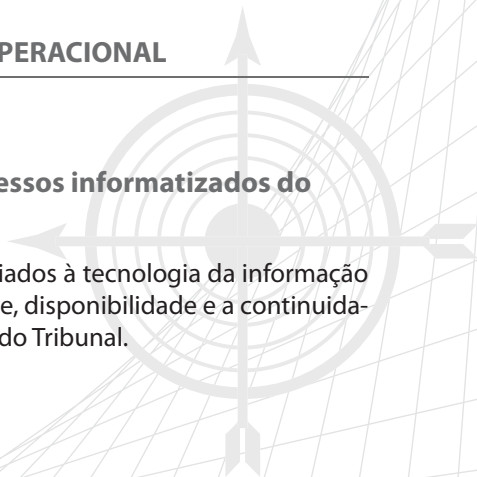 PERACIONAL
essos informatizados do
iados à tecnologia da informação
e, disponibilidade e a continuida-
do Tribunal.